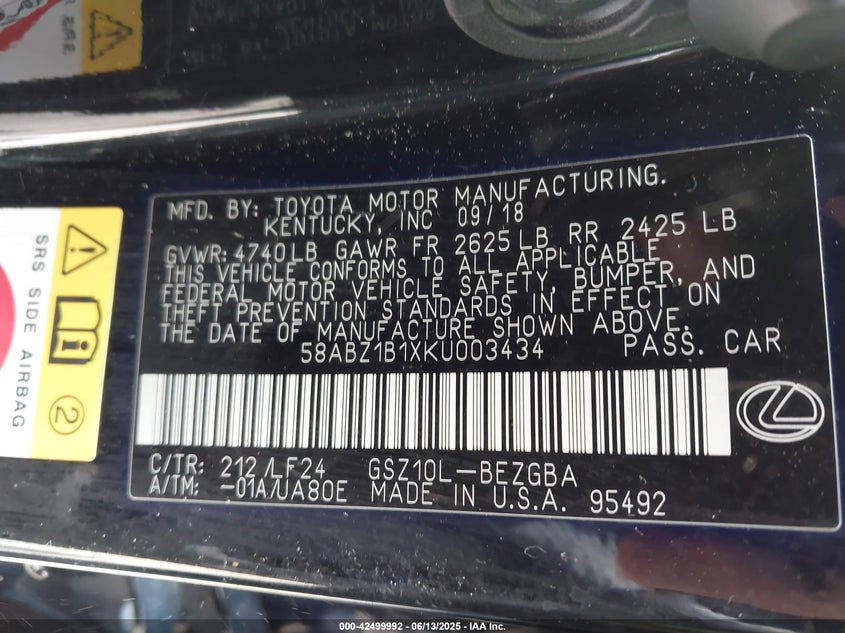 MFD. BY: TOYOTA MOTOR MANUFACTURING.
KENTUCKY, INC 09/18
GVWR: 4740LB GAWR FR 2625 LB RR 2425 LB
THIS VEHICLE CONFORMS TO ALL APPLICABLE
FEDERAL MOTOR VEHICLE SAFETY, BUMPER, AND
THEFT PREVENTION STANDARDS IN EFFECT ON
THE DATE OF MANUFACTURE SHOWN ABOVE.
58ABZ1B1XKU003434 PASS. CAR
C/TR: 212/LF24 GSZ10L-BEZGBA
A/TM: -01A/UA80E MADE IN U.S.A. 95492
SRS SIDE AIRBAG
2
000-42499992 - 06/13/2025 - IAA Inc.